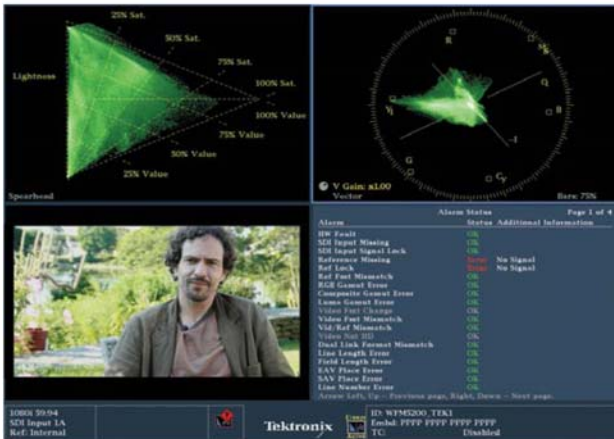 25% Sat.
50% Sat.
75% Sat.
100% Sat.
Lightness
100% Value
75% Value
50% Value
25% Value
Spearhead
R
Mg
Q
Yl
B
-I
G
Cy
V Gain: x1.00
Vector
Bars: 75%
Alarm Status Page 1 of 4
Alarm Status Additional Information
HW Fault OK
SDI Input Missing OK
SDI Input Signal Lock OK
Reference Missing Error No Signal
Ref Lock Error No Signal
Ref Fmt Mismatch OK
RGB Gamut Error OK
Composite Gamut Error OK
Luma Gamut Error OK
Video Fmt Change OK
Video Fmt Mismatch OK
Vid/Ref Mismatch OK
Video Not HD OK
Dual Link Format Mismatch OK
Line Length Error OK
Field Length Error OK
EAV Place Error OK
SAV Place Error OK
Line Number Error OK
Arrow Left, Up - Previous page, Right, Down - Next page.
1080i 59.94
SDI Input 1A
Ref: Internal
Tektronix
ID: WFM5200_TEK1
Embd: PPPP PPPP PPPP PPPP
TC: Disabled